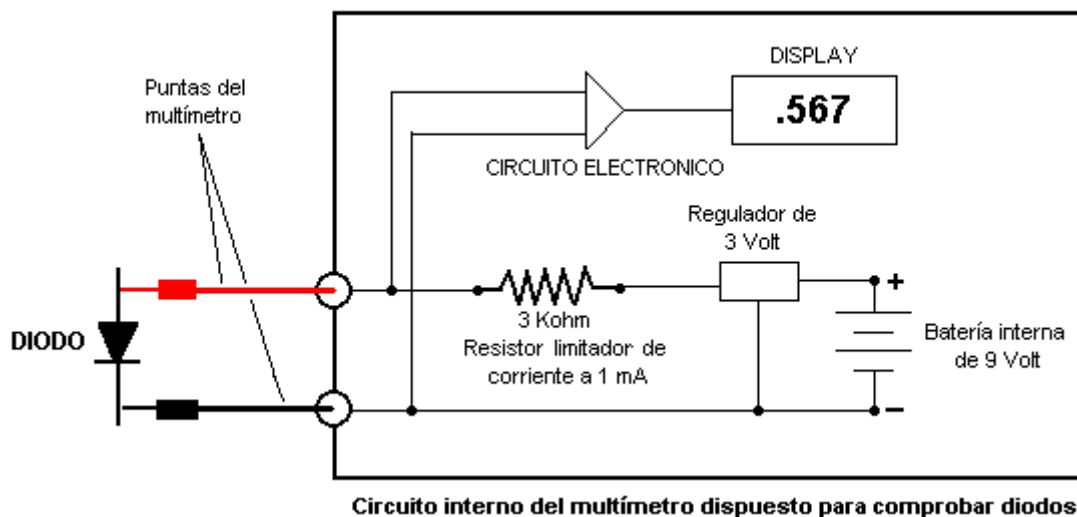 DISPLAY
Puntas del
multímetro
.567
CIRCUITO ELECTRONICO
Regulador de
3 Volt
+
DIODO
3 Kohm
Resistor limitador de
corriente a 1 mA
Batería interna
de 9 Volt
−
Circuito interno del multímetro dispuesto para comprobar diodos